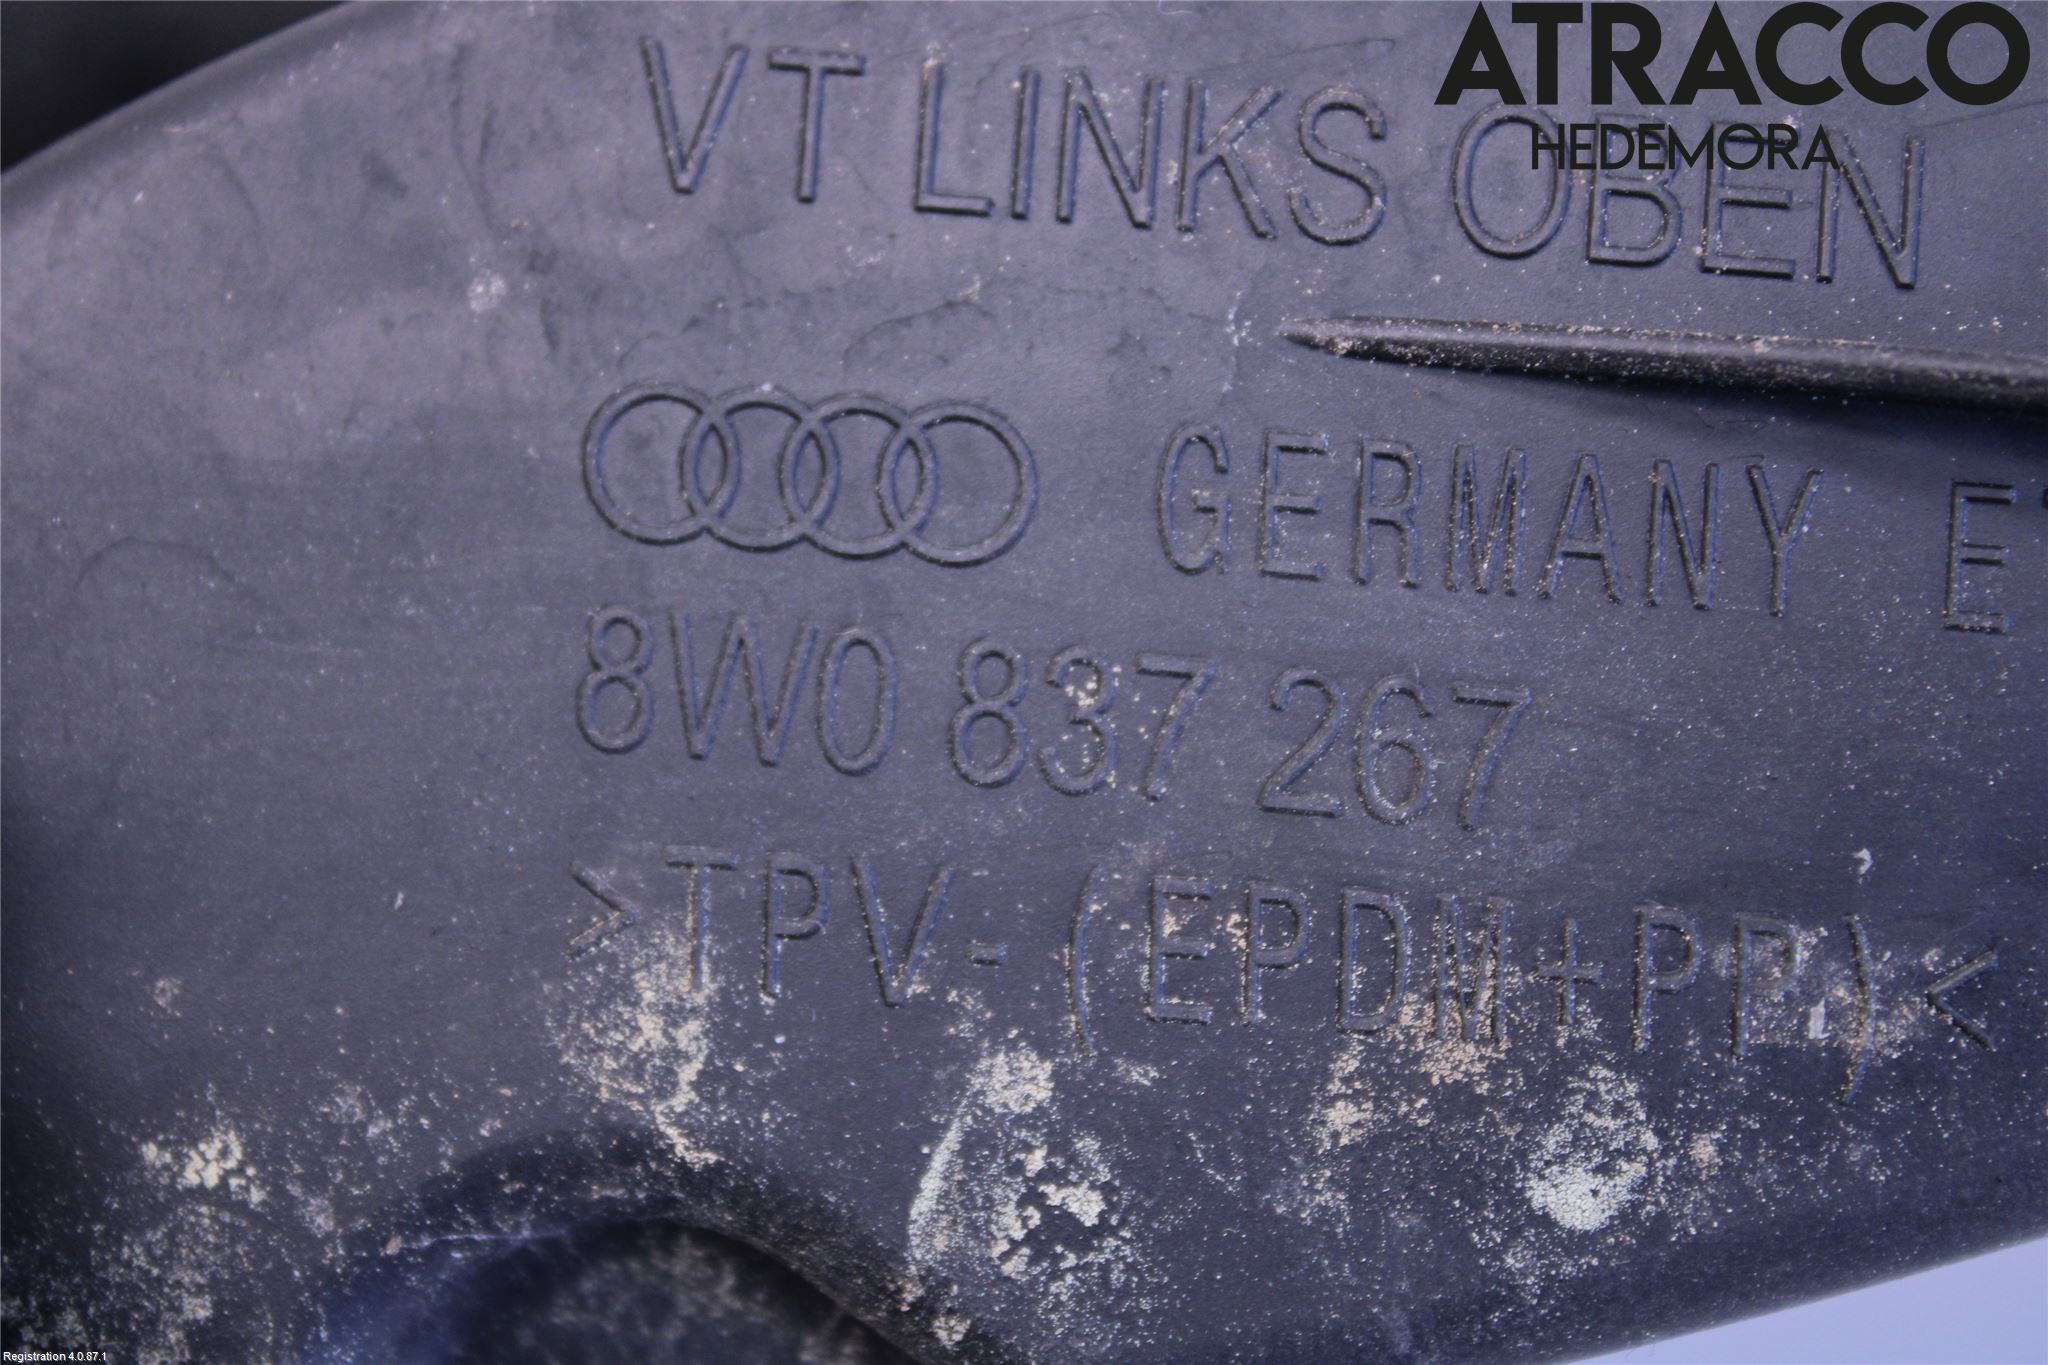 ATRACCO
HEDEMORA
VT LINKS OBEN
GERMANY
8W0 837 267
>TPV-(EPDM+PP)<
Registration 4.0.87.1